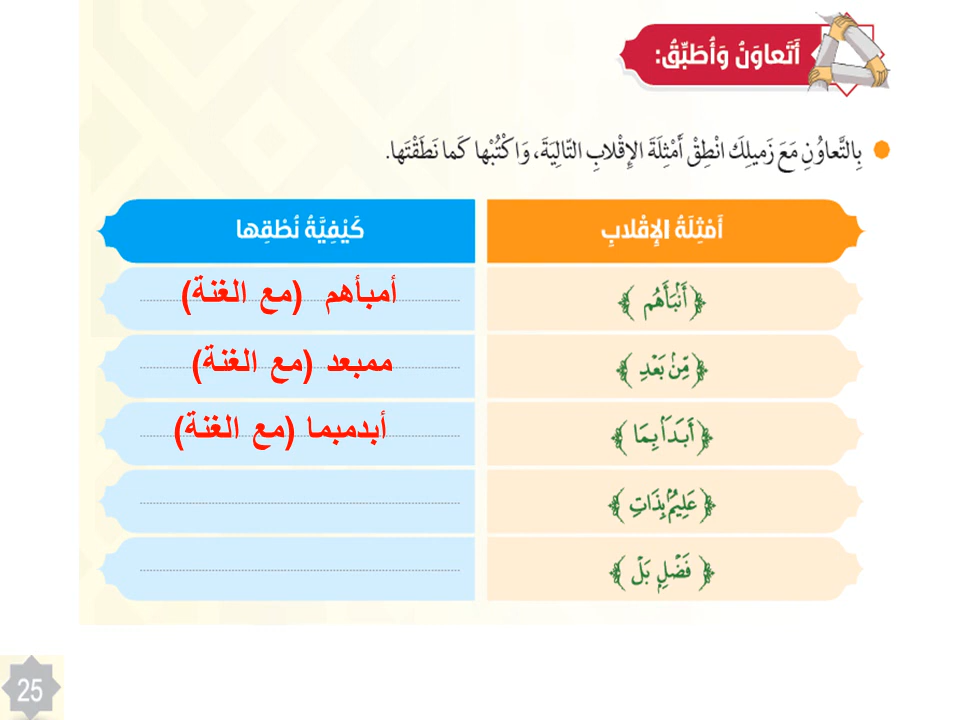 أَتَعاوَنُ وَأُطَبِّقُ:
بِالتَّعاوُنِ مَعَ زَميلِكَ انْطِقْ أَمْثِلَةَ الإِقْلابِ التّالِيَةَ، وَاكْتُبْها كَما نَطَقْتَها.
أَمْثِلَةُ الإِقْلابِ كَيْفِيَّةُ نُطْقِها
﴿أَنۢبَأَهُم﴾ أمبأهم (مع الغنة)
﴿مِّنۢ بَعْدِ﴾ ممبعد (مع الغنة)
﴿أَبَدَۢا بِمَا﴾ أبدمبما (مع الغنة)
﴿عَلِيمُۢ بِذَاتِ﴾
﴿فَضْلِۭ بَلْ﴾
25